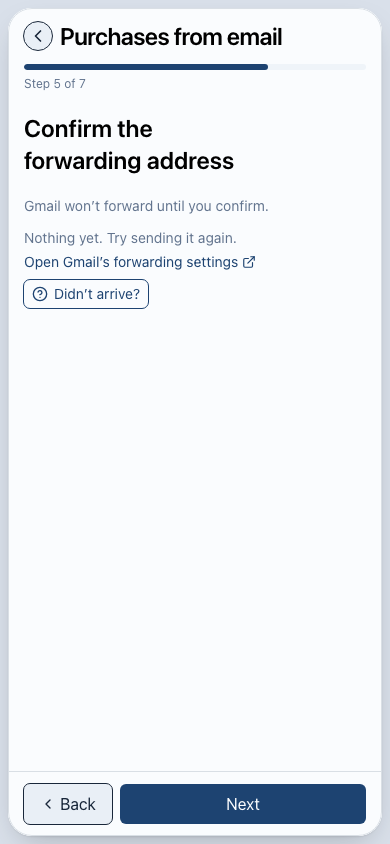 Purchases from email
Step 5 of 7
Confirm the
forwarding address
Gmail won’t forward until you confirm.
Nothing yet. Try sending it again.
Open Gmail’s forwarding settings
Didn’t arrive?
Back
Next